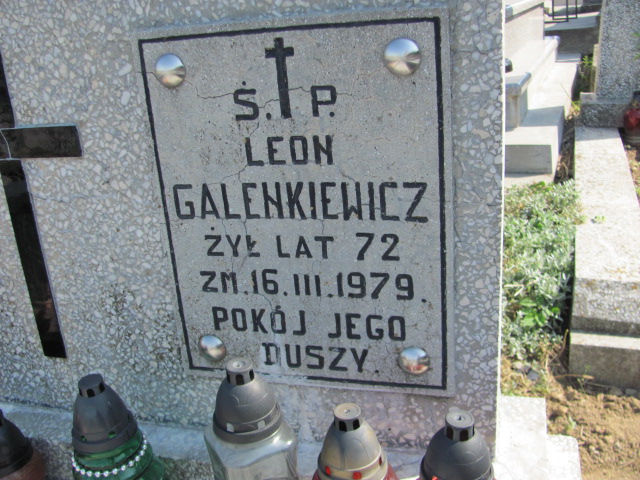 Ś. P.
LEON
GALENKIEWICZ
ŻYŁ LAT 72
ZM. 16.III.1979.
POKÓJ JEGO
DUSZY.